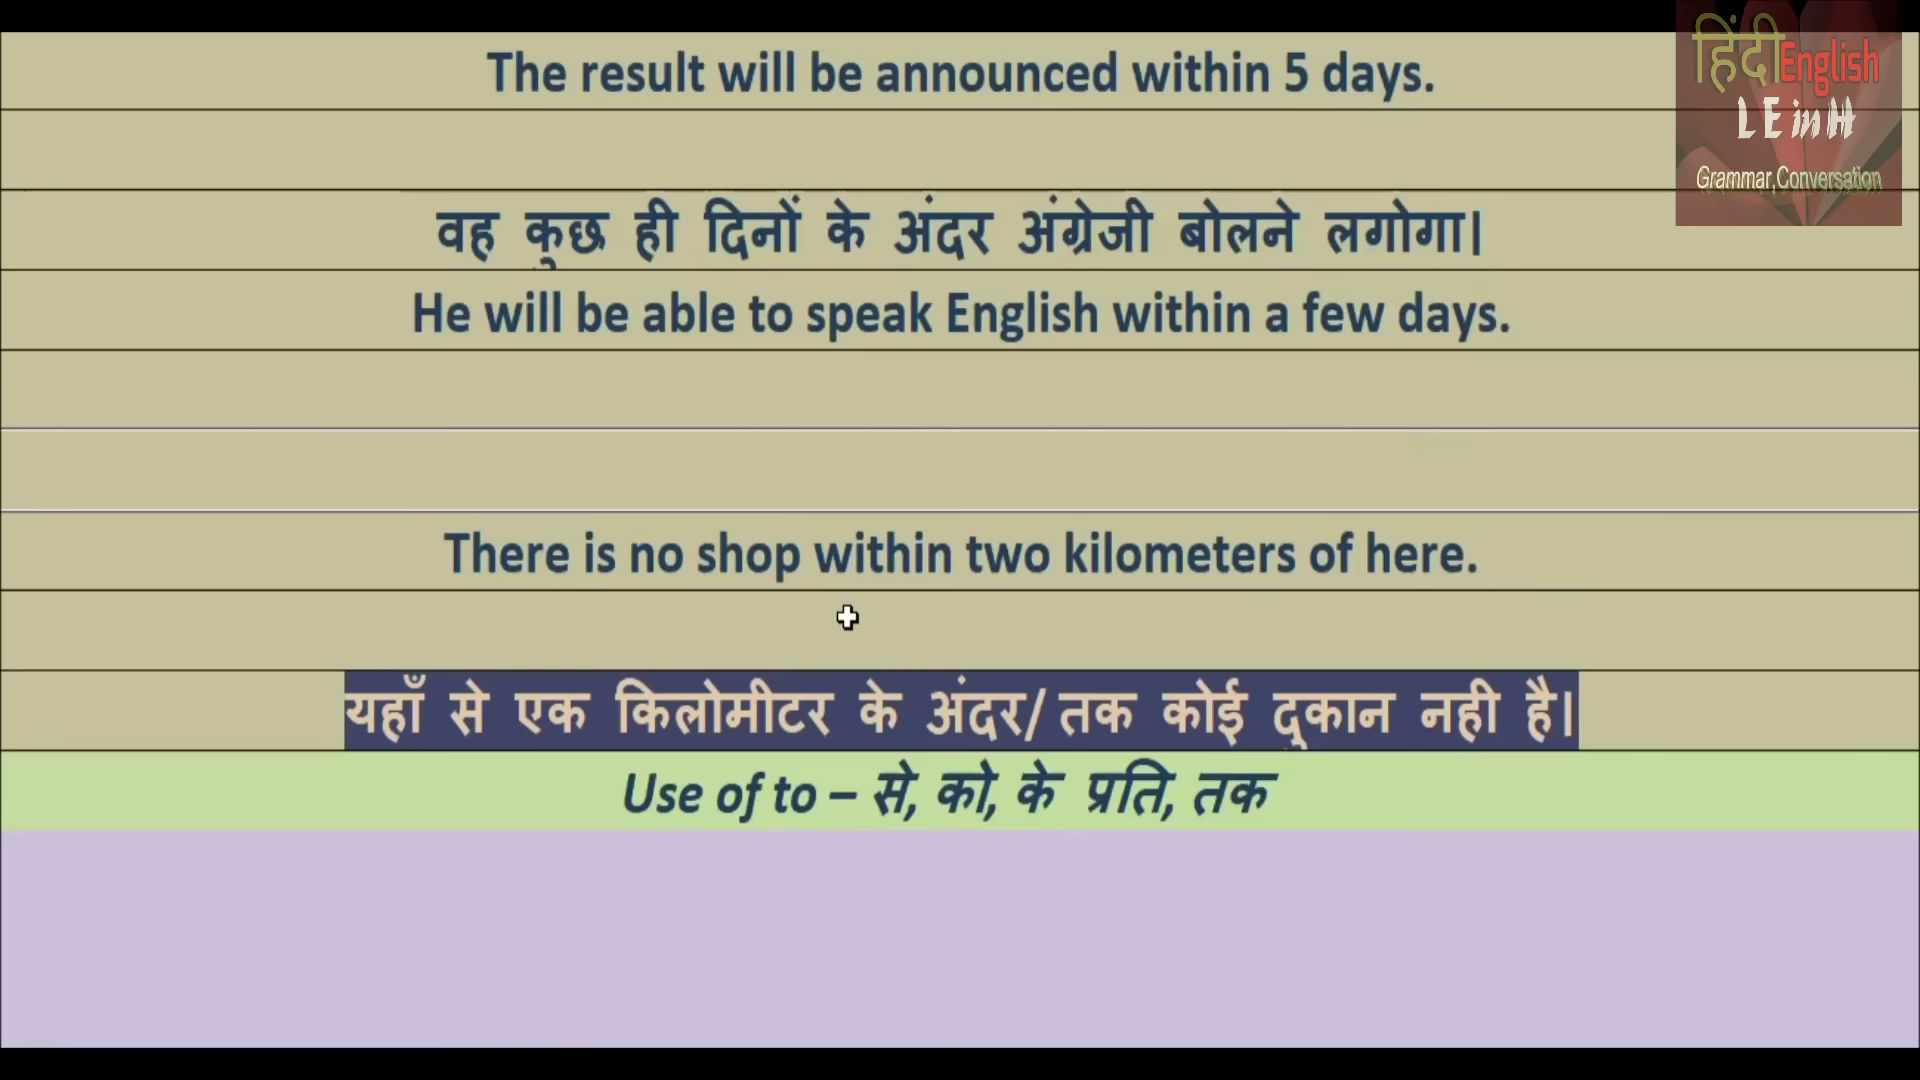 The result will be announced within 5 days.
हिंदी English
L E in H
Grammar,Conversation
वह कुछ ही दिनों के अंदर अंग्रेजी बोलने लगोगा|
He will be able to speak English within a few days.
There is no shop within two kilometers of here.
यहाँ से एक किलोमीटर के अंदर/ तक कोई दुकान नही है|
Use of to – से, को, के प्रति, तक